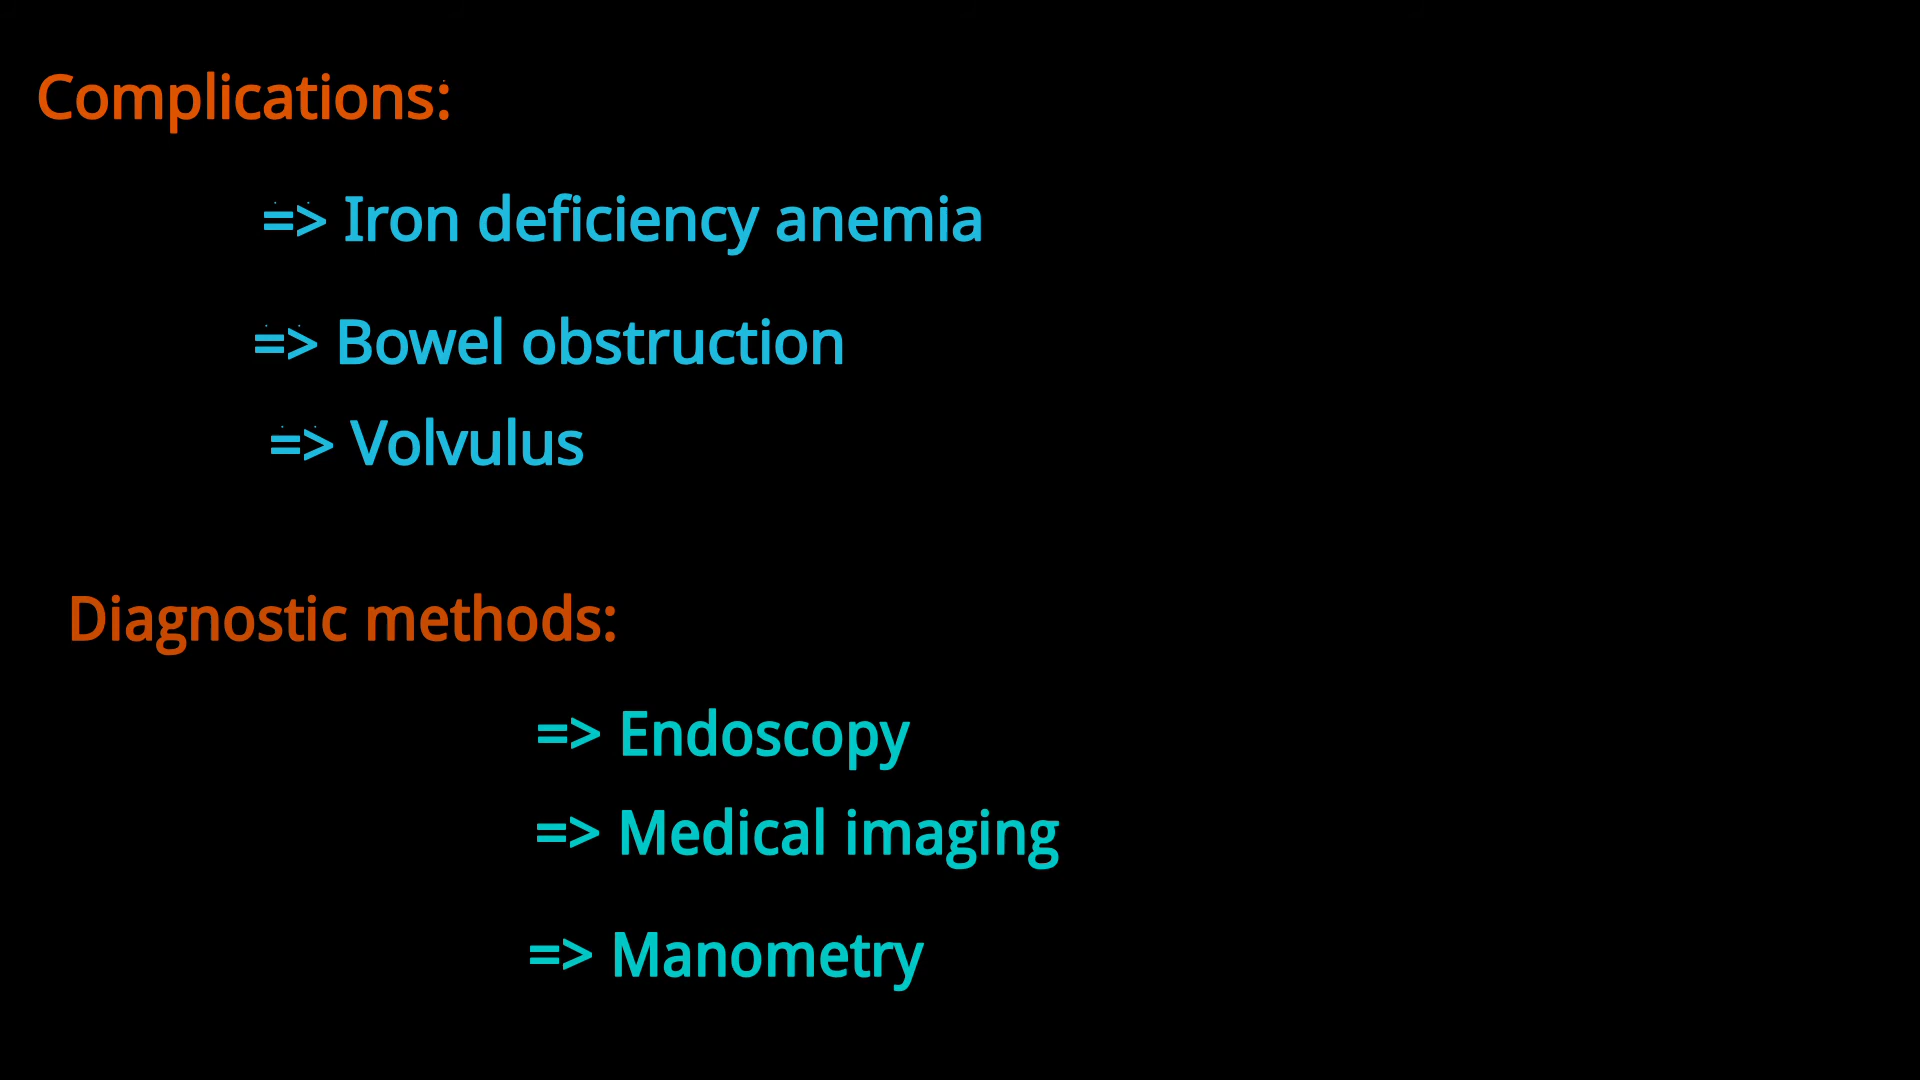 Complications:
=> Iron deficiency anemia
=> Bowel obstruction
=> Volvulus
Diagnostic methods:
=> Endoscopy
=> Medical imaging
=> Manometry